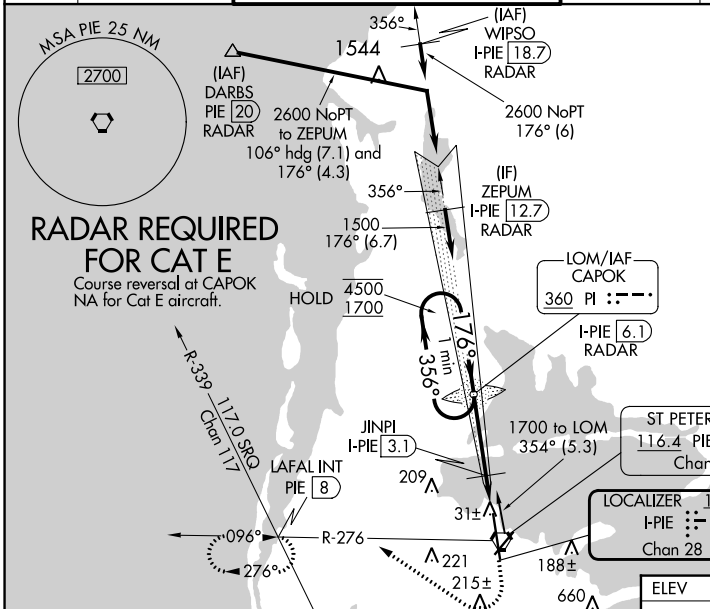 MSA PIE 25 NM
2700
(IAF)
DARBS
PIE 20
RADAR
1544
2600 NoPT
to ZEPUM
106° hdg (7.1) and
176° (4.3)
356°
(IAF)
WIPSO
I-PIE 18.7
RADAR
2600 NoPT
176° (6)
356°
(IF)
ZEPUM
I-PIE 12.7
RADAR
1500
176° (6.7)
RADAR REQUIRED
FOR CAT E
Course reversal at CAPOK
NA for Cat E aircraft.
HOLD
4500
1700
176°
1 min
356°
LOM/IAF
CAPOK
360 PI
I-PIE 6.1
RADAR
R-339
117.0 SRQ
Chan 117
JINPI
I-PIE 3.1
1700 to LOM
354° (5.3)
ST PETER
116.4 PIE
Chan
LAFAL INT
PIE 8
209
31±
LOCALIZER 1
I-PIE
Chan 28
096°
R-276
276°
221
215±
188±
660
ELEV